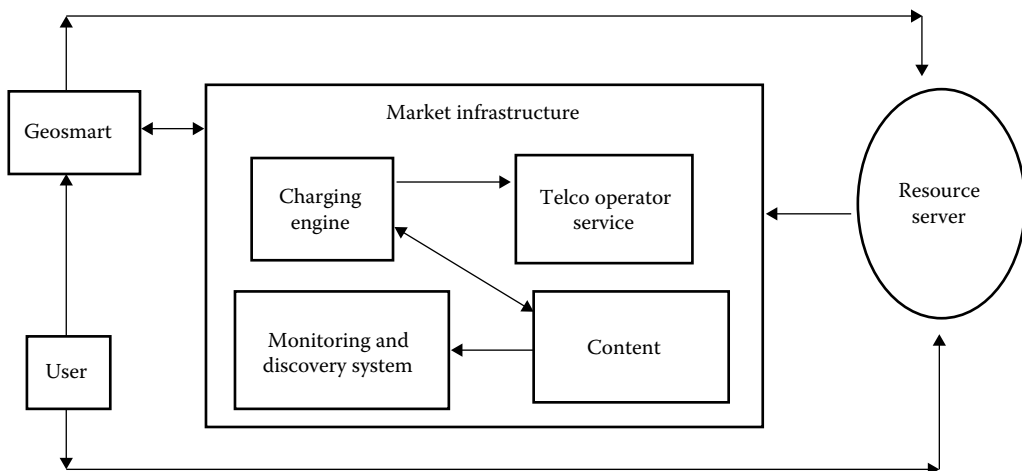 Market infrastructure
Geosmart
Charging
engine
Telco operator
service
Resource
server
Monitoring and
discovery system
Content
User